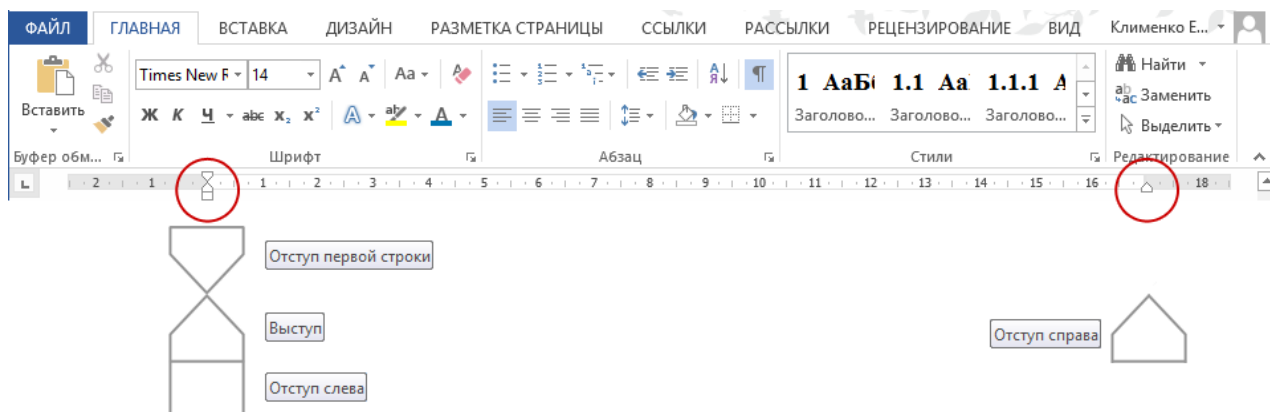 ФАЙЛ ГЛАВНАЯ ВСТАВКА ДИЗАЙН РАЗМЕТКА СТРАНИЦЫ ССЫЛКИ РАССЫЛКИ РЕЦЕНЗИРОВАНИЕ ВИД Клименко Е...
Times New F 14 Aa Найти
Вставить Ж К Ч abc x₂ x² A A 1 АаБ 1.1 Аа 1.1.1 А Заменить
Заголово... Заголово... Заголово... Выделить
Буфер обм... Шрифт Абзац Стили Редактирование
2 1 1 2 3 4 5 6 7 8 9 10 11 12 13 14 15 16 18
Отступ первой строки
Выступ
Отступ справа
Отступ слева